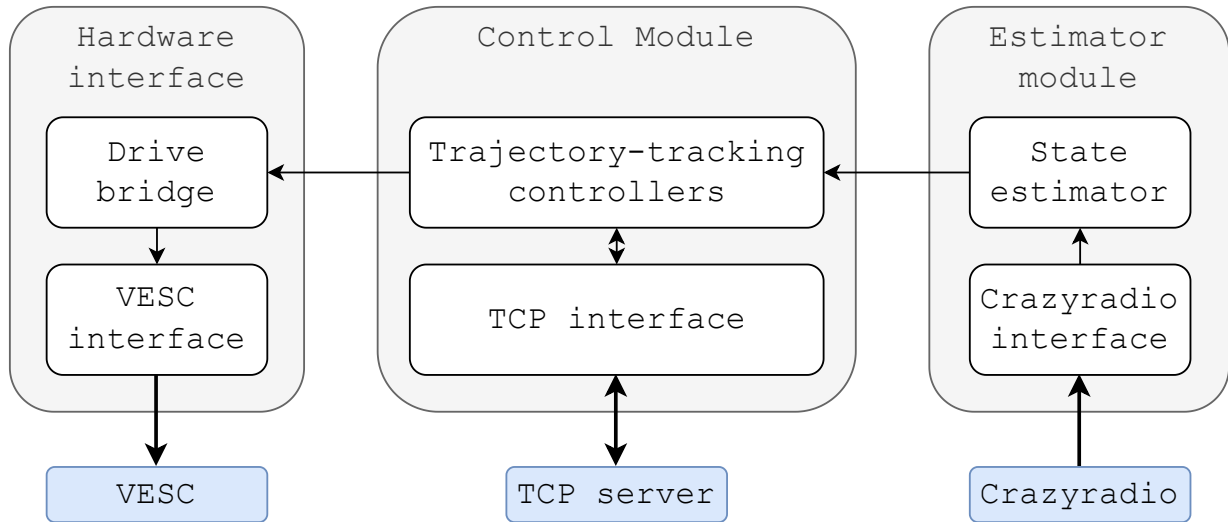 Hardware
interface
Drive
bridge
VESC
interface
VESC
Control Module
Trajectory-tracking
controllers
TCP interface
TCP server
Estimator
module
State
estimator
Crazyradio
interface
Crazyradio